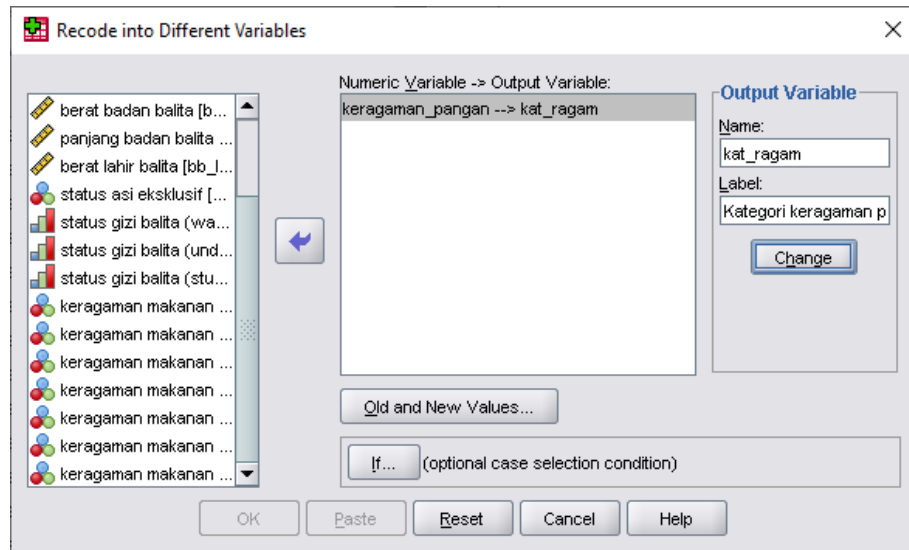 Recode into Different Variables
berat badan balita [b...
panjang badan balita ...
berat lahir balita [bb_l...
status asi eksklusif [...
status gizi balita (wa...
status gizi balita (und...
status gizi balita (stu...
keragaman makanan ...
keragaman makanan ...
keragaman makanan ...
keragaman makanan ...
keragaman makanan ...
keragaman makanan ...
keragaman makanan ...
Numeric Variable -> Output Variable:
keragaman_pangan --> kat_ragam
Output Variable
Name:
kat_ragam
Label:
Kategori keragaman p
Change
Old and New Values...
If... (optional case selection condition)
OK Paste Reset Cancel Help